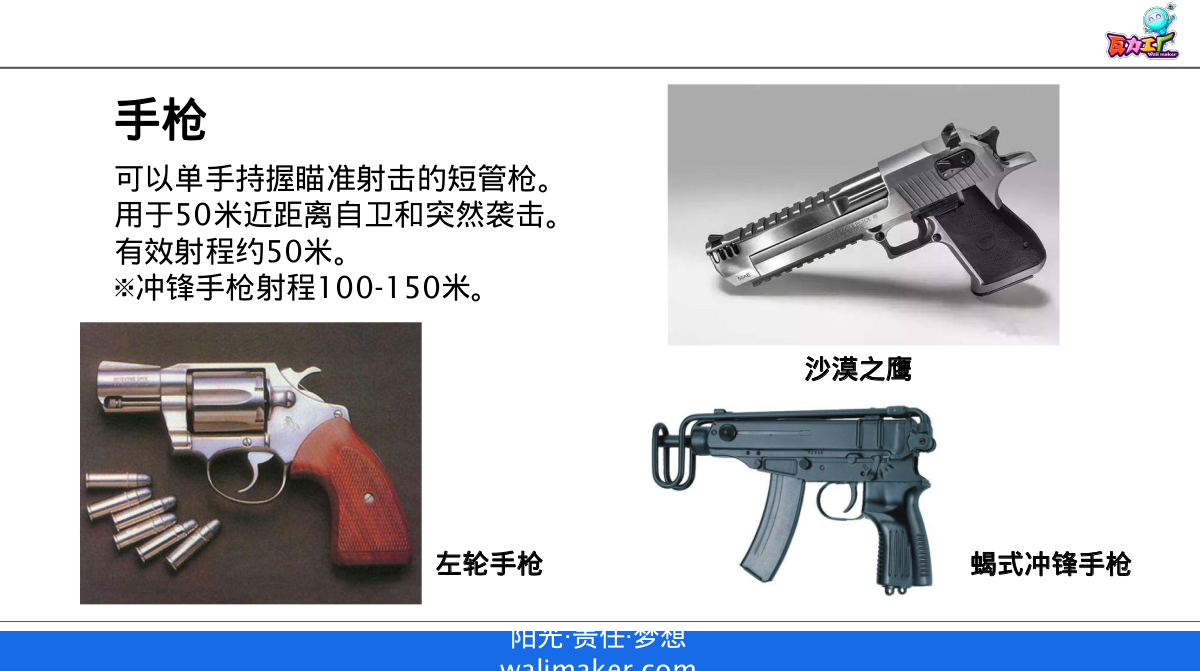 瓦力工厂
Wali maker
手枪
可以单手持握瞄准射击的短管枪。
用于50米近距离自卫和突然袭击。
有效射程约50米。
※冲锋手枪射程100-150米。
沙漠之鹰
左轮手枪
蝎式冲锋手枪
阳光·责任·梦想
walimaker.com